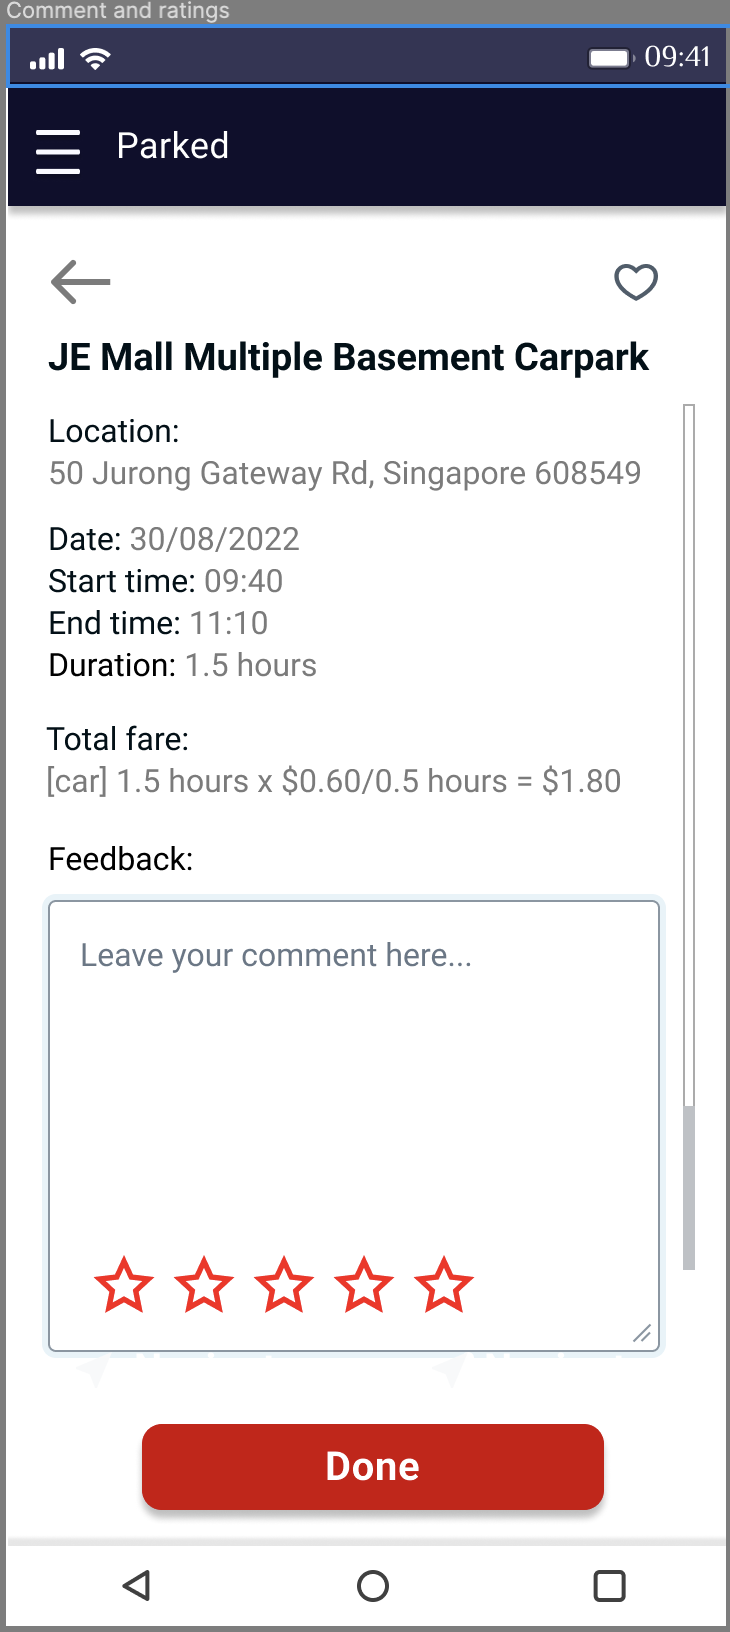 Comment and ratings
09:41
Parked
JE Mall Multiple Basement Carpark
Location:
50 Jurong Gateway Rd, Singapore 608549
Date: 30/08/2022
Start time: 09:40
End time: 11:10
Duration: 1.5 hours
Total fare:
[car] 1.5 hours x $0.60/0.5 hours = $1.80
Feedback:
Leave your comment here...
Done